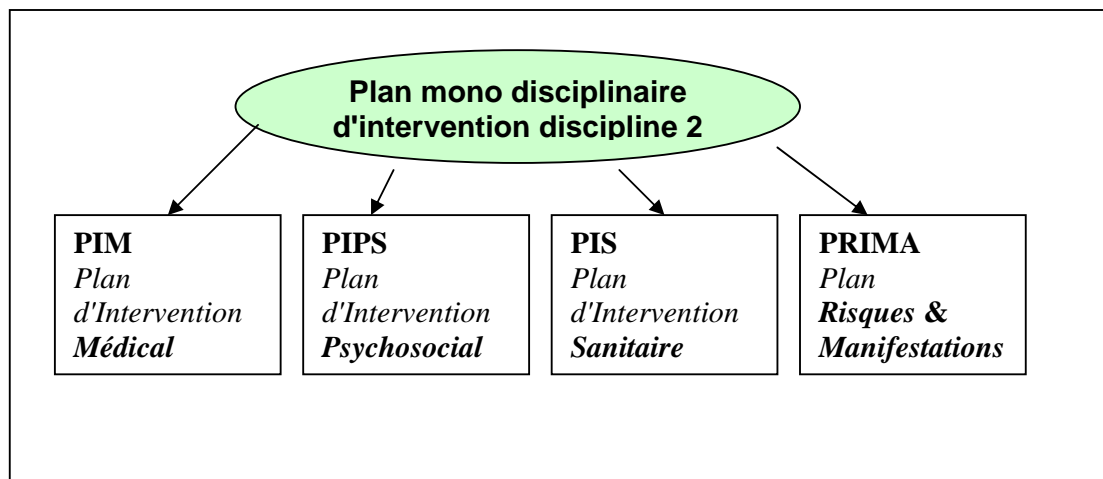 Plan mono disciplinaire
d'intervention discipline 2
PIM
Plan
d'Intervention
Médical
PIPS
Plan
d'Intervention
Psychosocial
PIS
Plan
d'Intervention
Sanitaire
PRIMA
Plan
Risques &
Manifestations